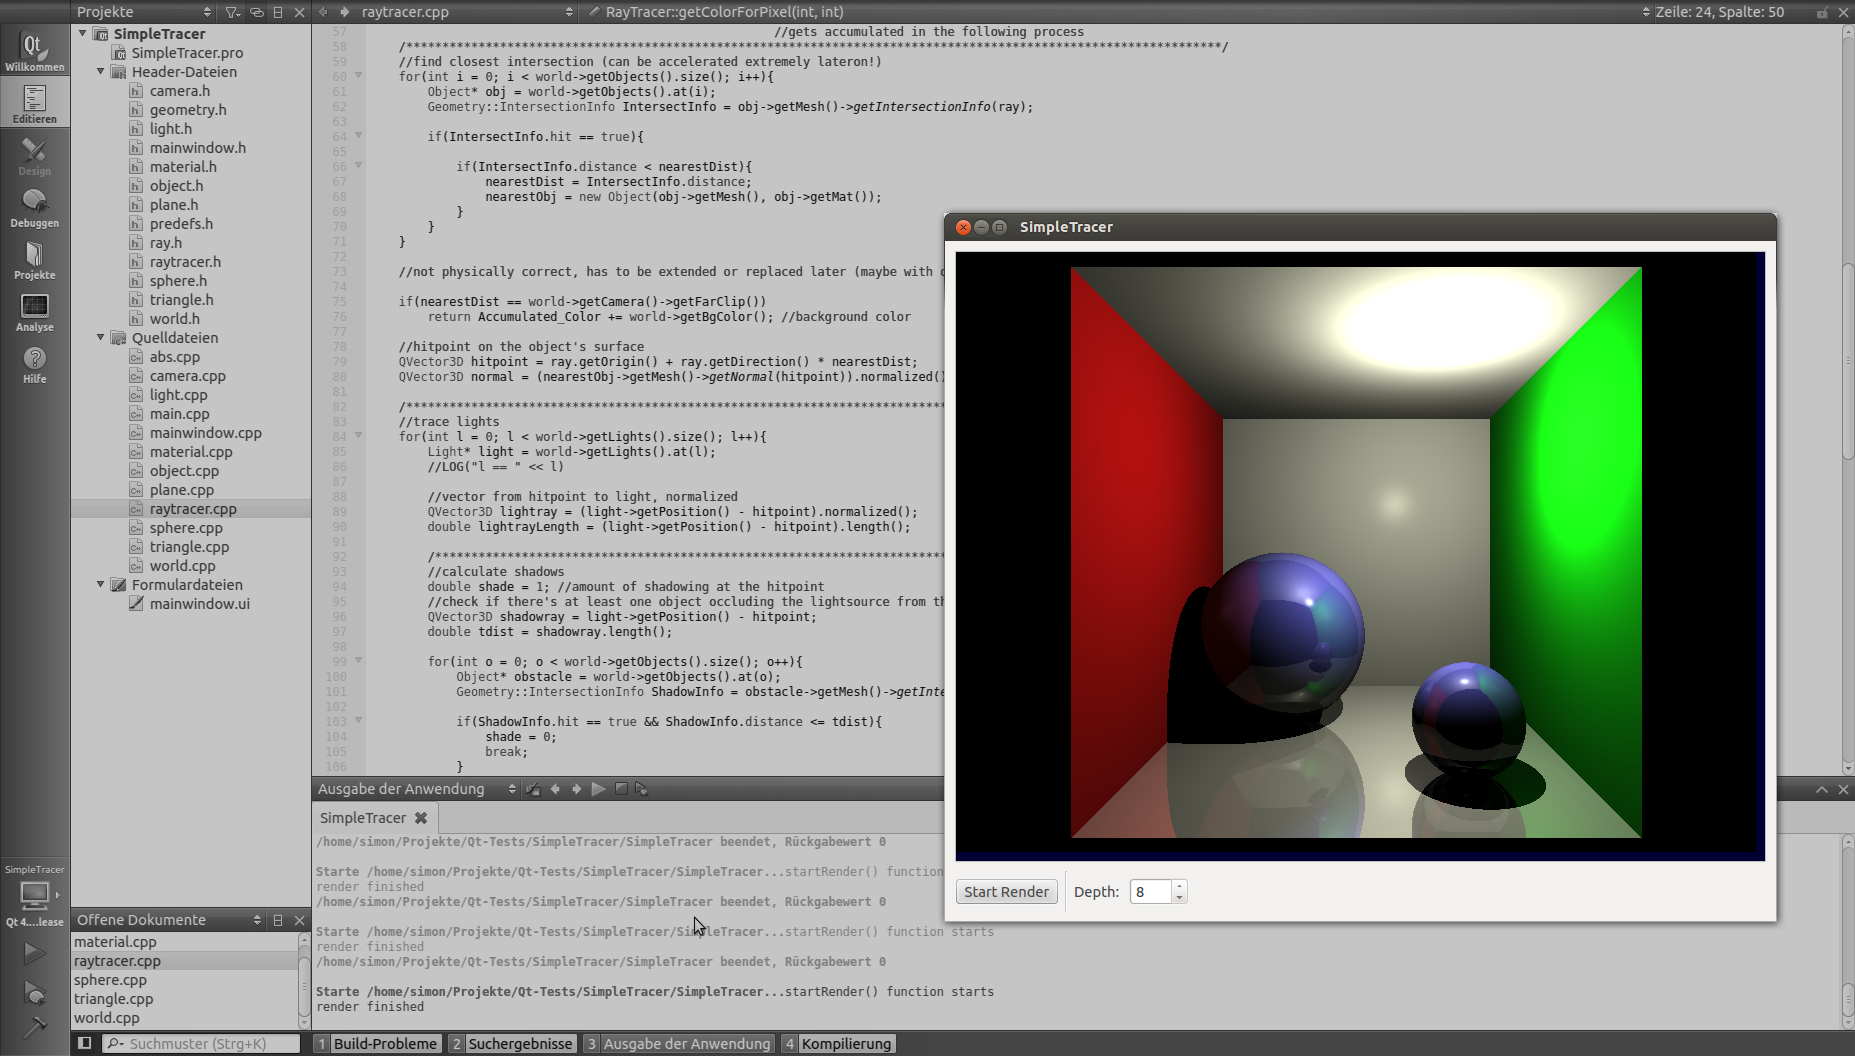 Projekte
raytracer.cpp
RayTracer::getColorForPixel(int, int)
Zeile: 24, Spalte: 50
Willkommen
Editieren
Design
Debuggen
Projekte
Analyse
Hilfe
SimpleTracer
Qt 4....lease
SimpleTracer
SimpleTracer.pro
Header-Dateien
camera.h
geometry.h
light.h
mainwindow.h
material.h
object.h
plane.h
predefs.h
ray.h
raytracer.h
sphere.h
triangle.h
world.h
Quelldateien
abs.cpp
camera.cpp
light.cpp
main.cpp
mainwindow.cpp
material.cpp
object.cpp
plane.cpp
raytracer.cpp
sphere.cpp
triangle.cpp
world.cpp
Formulardateien
mainwindow.ui
Offene Dokumente
material.cpp
raytracer.cpp
sphere.cpp
triangle.cpp
world.cpp
57 //gets accumulated in the following process
58 /*****************************************************************************************************************/
59 //find closest intersection (can be accelerated extremely lateron!)
60 for(int i = 0; i < world->getObjects().size(); i++){
61 Object* obj = world->getObjects().at(i);
62 Geometry::IntersectionInfo IntersectInfo = obj->getMesh()->getIntersectionInfo(ray);
63
64 if(IntersectInfo.hit == true){
65
66 if(IntersectInfo.distance < nearestDist){
67 nearestDist = IntersectInfo.distance;
68 nearestObj = new Object(obj->getMesh(), obj->getMat());
69 }
70 }
71 }
72
73 //not physically correct, has to be extended or replaced later (maybe with
74
75 if(nearestDist == world->getCamera()->getFarClip())
76 return Accumulated_Color += world->getBgColor(); //background color
77
78 //hitpoint on the object's surface
79 QVector3D hitpoint = ray.getOrigin() + ray.getDirection() * nearestDist;
80 QVector3D normal = (nearestObj->getMesh()->getNormal(hitpoint)).normalized()
81
82 /***************************************************************************
83 //trace lights
84 for(int l = 0; l < world->getLights().size(); l++){
85 Light* light = world->getLights().at(l);
86 //LOG("l == " << l)
87
88 //vector from hitpoint to light, normalized
89 QVector3D lightray = (light->getPosition() - hitpoint).normalized();
90 double lightrayLength = (light->getPosition() - hitpoint).length();
91
92 /***********************************************************************
93 //calculate shadows
94 double shade = 1; //amount of shadowing at the hitpoint
95 //check if there's at least one object occluding the lightsource from th
96 QVector3D shadowray = light->getPosition() - hitpoint;
97 double tdist = shadowray.length();
98
99 for(int o = 0; o < world->getObjects().size(); o++){
100 Object* obstacle = world->getObjects().at(o);
101 Geometry::IntersectionInfo ShadowInfo = obstacle->getMesh()->getInte
102
103 if(ShadowInfo.hit == true && ShadowInfo.distance <= tdist){
104 shade = 0;
105 break;
106 }
SimpleTracer
Start Render
Depth:
8
Ausgabe der Anwendung
SimpleTracer
/home/simon/Projekte/Qt-Tests/SimpleTracer/SimpleTracer beendet, Rückgabewert 0
Starte /home/simon/Projekte/Qt-Tests/SimpleTracer/SimpleTracer...startRender() function
render finished
/home/simon/Projekte/Qt-Tests/SimpleTracer/SimpleTracer beendet, Rückgabewert 0
Starte /home/simon/Projekte/Qt-Tests/SimpleTracer/SimpleTracer...startRender() function starts
render finished
/home/simon/Projekte/Qt-Tests/SimpleTracer/SimpleTracer beendet, Rückgabewert 0
Starte /home/simon/Projekte/Qt-Tests/SimpleTracer/SimpleTracer...startRender() function starts
render finished
Suchmuster (Strg+K)
1 Build-Probleme
2 Suchergebnisse
3 Ausgabe der Anwendung
4 Kompilierung